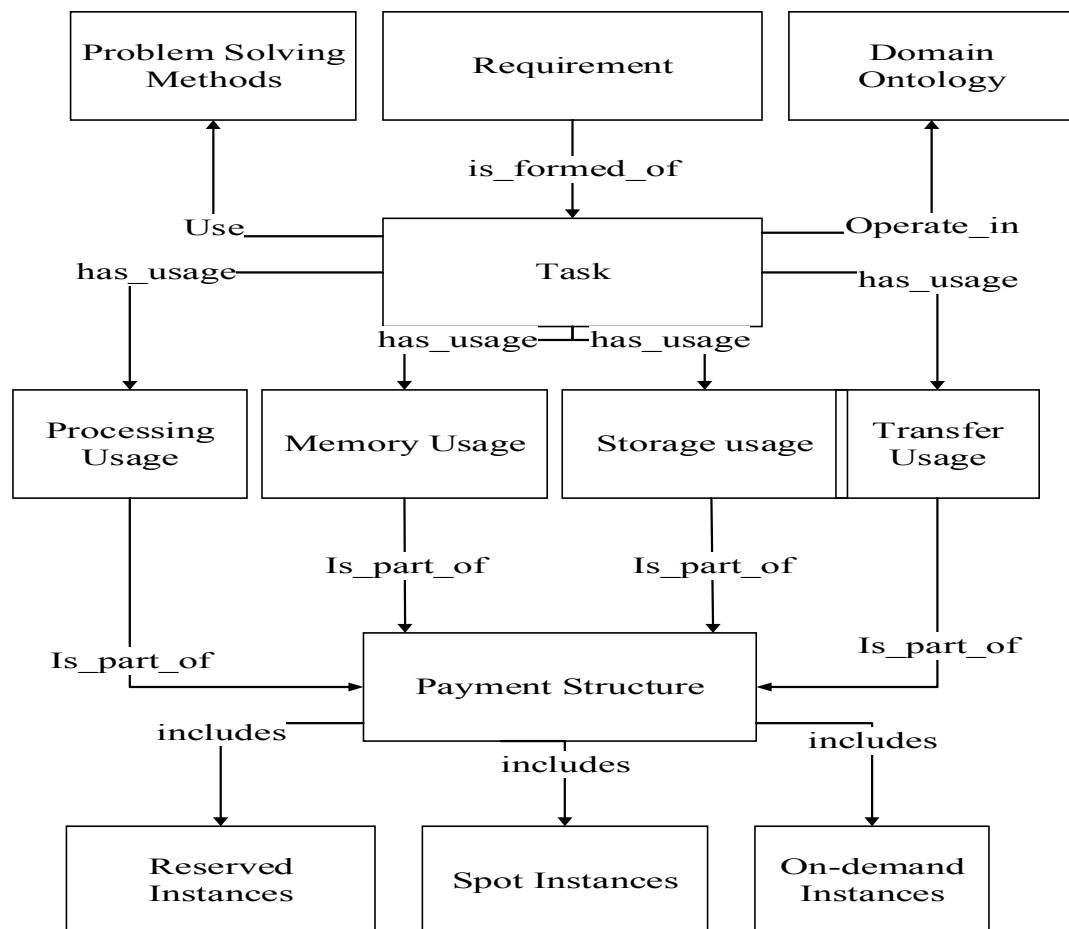 Problem Solving
Methods
Requirement
Domain
Ontology
is_formed_of
Use
Operate_in
Task
has_usage
has_usage
has_usage
has_usage
Processing
Usage
Memory Usage
Storage usage
Transfer
Usage
Is_part_of
Is_part_of
Is_part_of
Is_part_of
Payment Structure
includes
includes
includes
Reserved
Instances
Spot Instances
On-demand
Instances